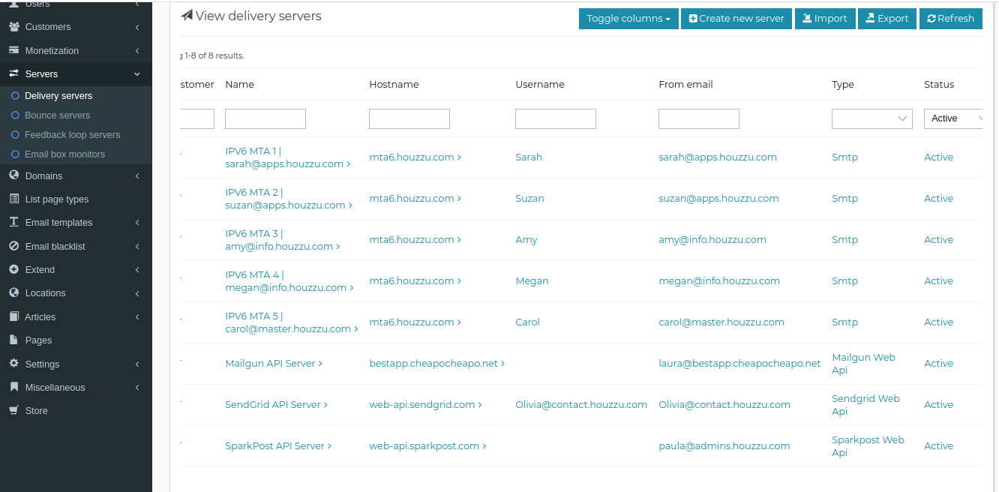 Users
Customers
Monetization
Servers
Delivery servers
Bounce servers
Feedback loop servers
Email box monitors
Domains
List page types
Email templates
Email blacklist
Extend
Locations
Articles
Pages
Settings
Miscellaneous
Store
View delivery servers
Toggle columns
Create new server
Import
Export
Refresh
g 1-8 of 8 results.
stomer Name Hostname Username From email Type Status
Active
IPV6 MTA 1 |
sarah@apps.houzzu.com > mta6.houzzu.com > Sarah sarah@apps.houzzu.com Smtp Active
IPV6 MTA 2 |
suzan@apps.houzzu.com > mta6.houzzu.com > Suzan suzan@apps.houzzu.com Smtp Active
IPV6 MTA 3 |
amy@info.houzzu.com > mta6.houzzu.com > Amy amy@info.houzzu.com Smtp Active
IPV6 MTA 4 |
megan@info.houzzu.com > mta6.houzzu.com > Megan megan@info.houzzu.com Smtp Active
IPV6 MTA 5 |
carol@master.houzzu.com > mta6.houzzu.com > Carol carol@master.houzzu.com Smtp Active
Mailgun API Server > bestapp.cheapocheapo.net > laura@bestapp.cheapocheapo.net Mailgun Web Api Active
SendGrid API Server > web-api.sendgrid.com > Olivia@contact.houzzu.com Olivia@contact.houzzu.com Sendgrid Web Api Active
SparkPost API Server > web-api.sparkpost.com > paula@admins.houzzu.com Sparkpost Web Api Active